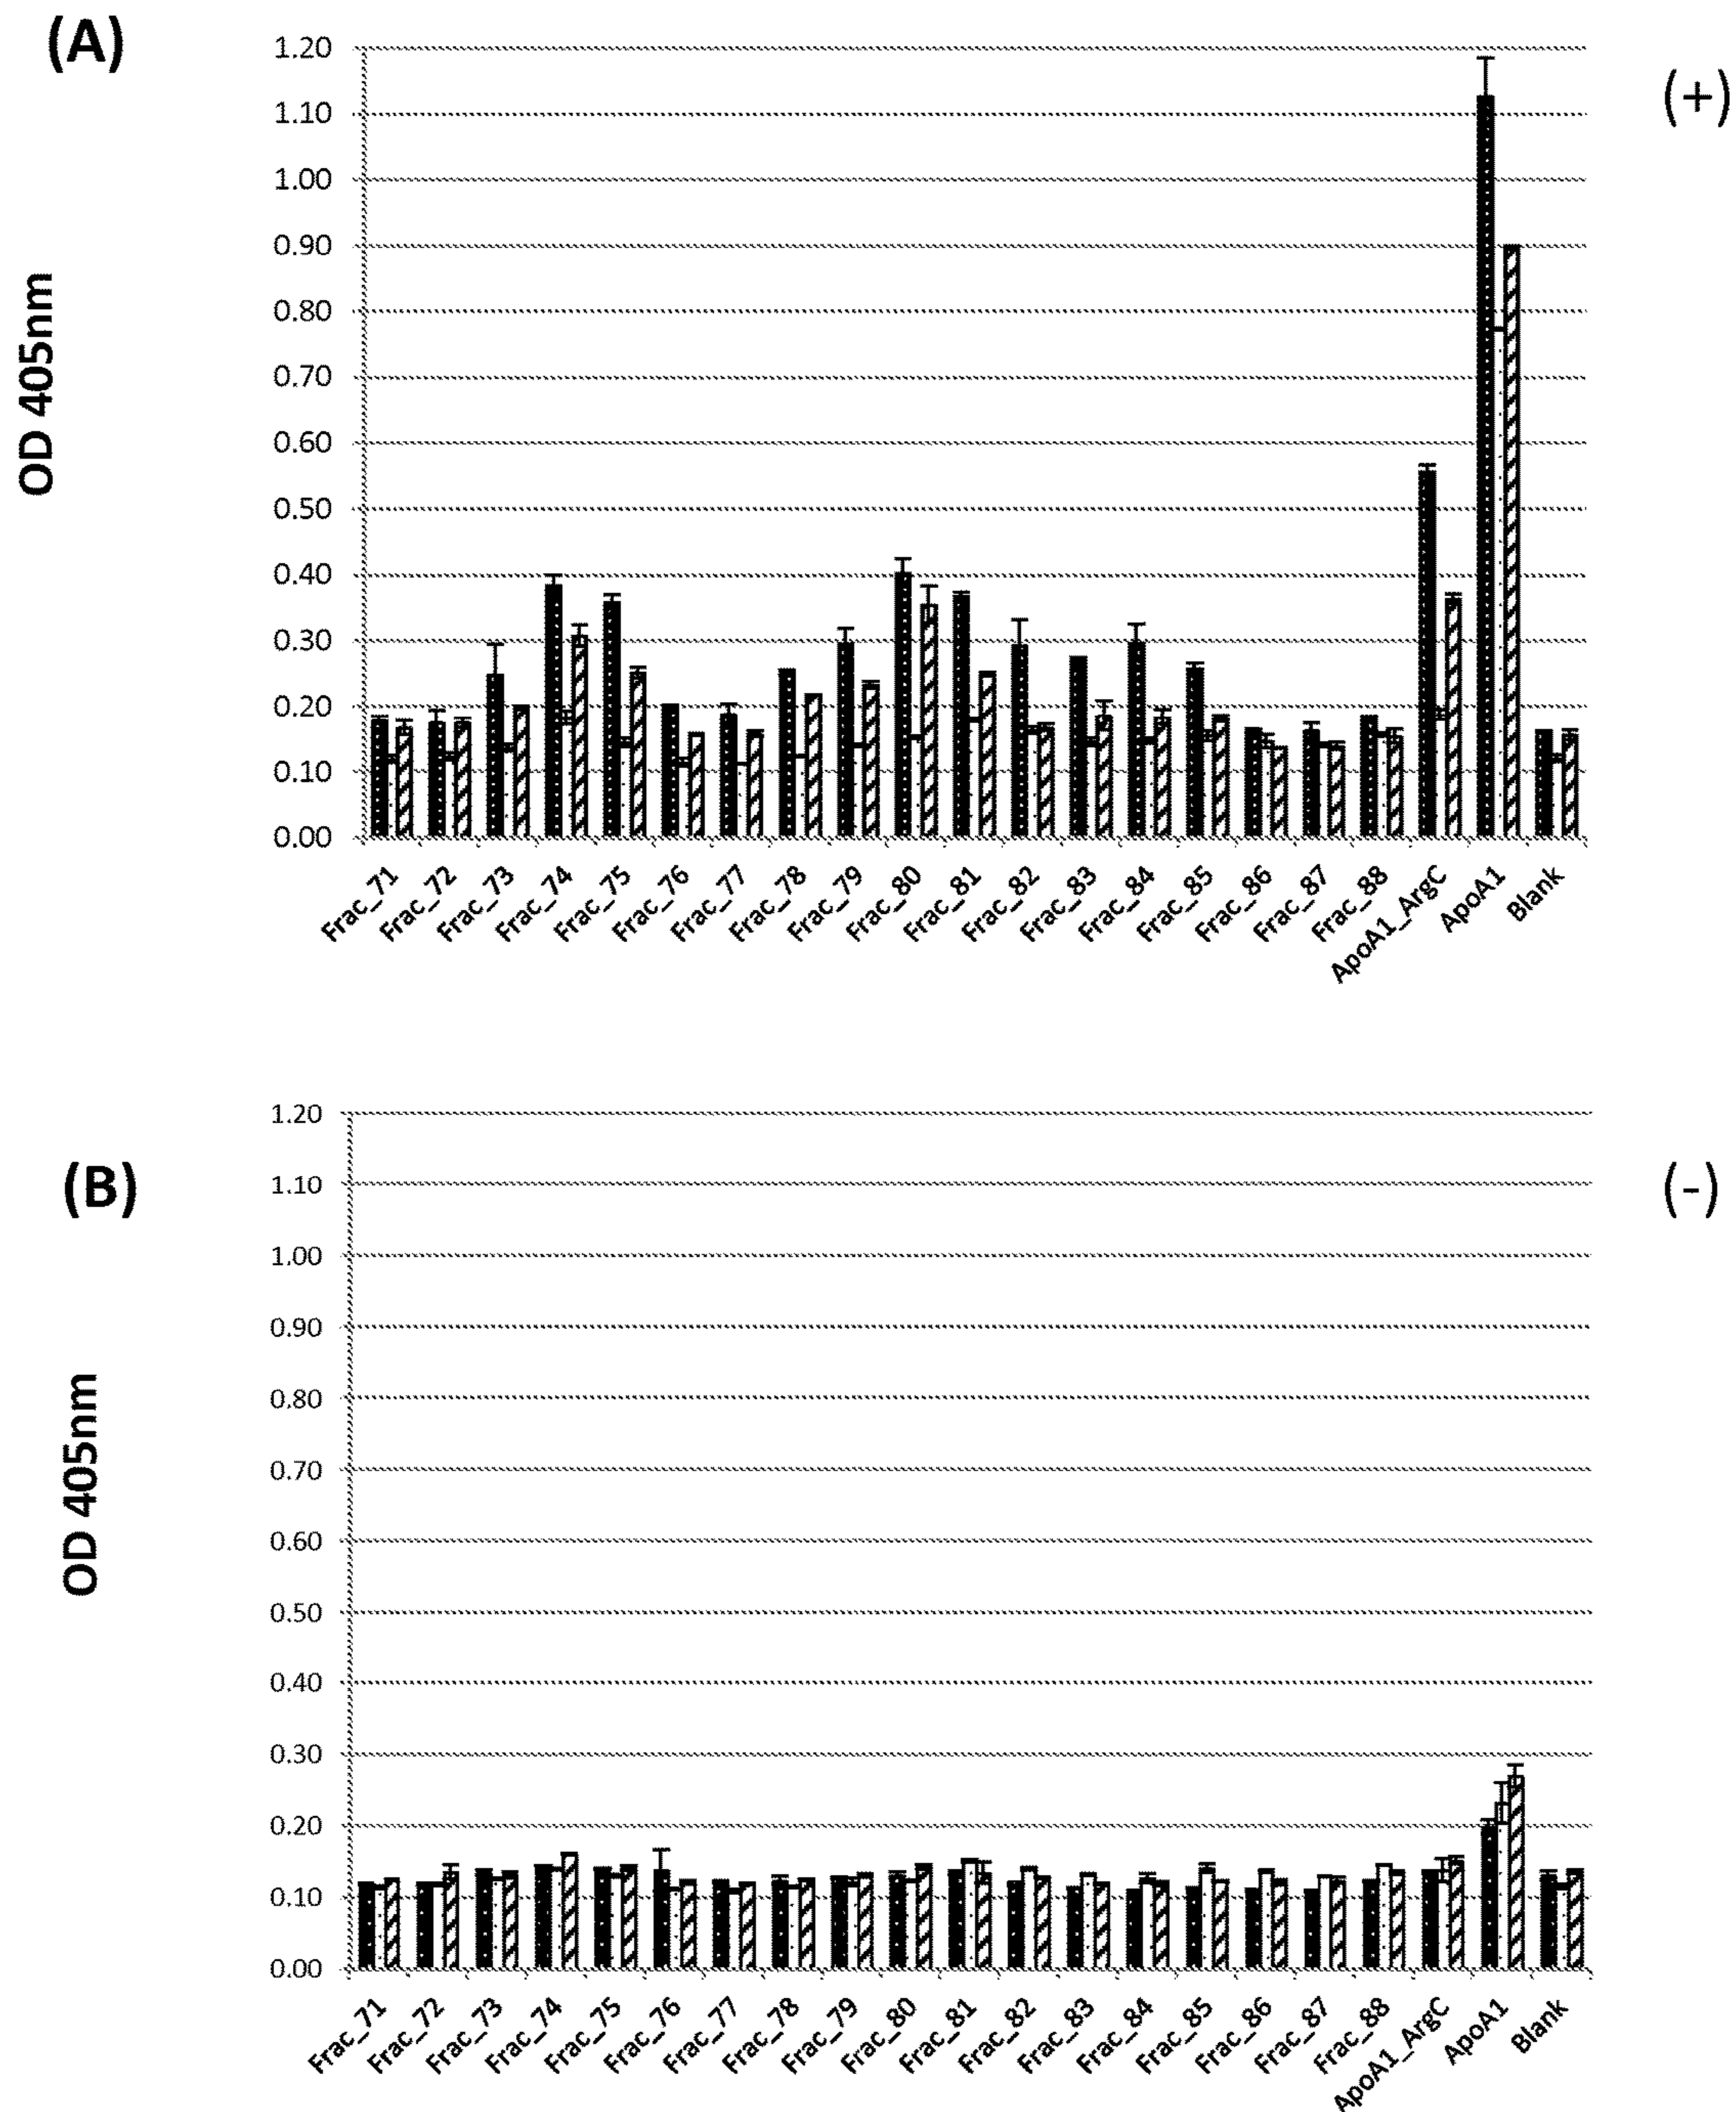 (A)
(+)
OD 405nm
1.20
1.10
1.00
0.90
0.80
0.70
0.60
0.50
0.40
0.30
0.20
0.10
0.00
Frac_71
Frac_72
Frac_73
Frac_74
Frac_75
Frac_76
Frac_77
Frac_78
Frac_79
Frac_80
Frac_81
Frac_82
Frac_83
Frac_84
Frac_85
Frac_86
Frac_87
Frac_88
ApoA1_ArgC
ApoA1
Blank
(B)
(-)
OD 405nm
1.20
1.10
1.00
0.90
0.80
0.70
0.60
0.50
0.40
0.30
0.20
0.10
0.00
Frac_71
Frac_72
Frac_73
Frac_74
Frac_75
Frac_76
Frac_77
Frac_78
Frac_79
Frac_80
Frac_81
Frac_82
Frac_83
Frac_84
Frac_85
Frac_86
Frac_87
Frac_88
ApoA1_ArgC
ApoA1
Blank